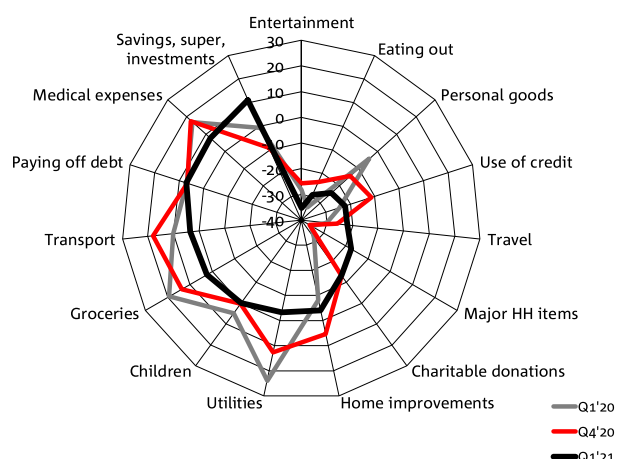 Entertainment
30
Eating out
Savings, super,
investments
20
Medical expenses
10
Personal goods
0
-10
Paying off debt
Use of credit
-20
-30
-40
Transport
Travel
Groceries
Major HH items
Children
Charitable donations
Utilities
Home improvements
Q1'20
Q4'20
Q1'21